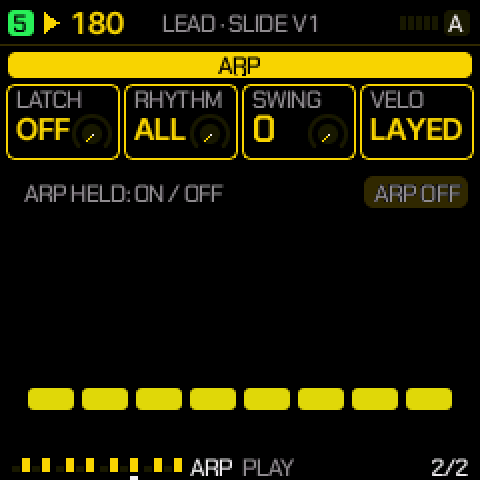 5 180 LEAD · SLIDE V1 A
ARP
LATCH RHYTHM SWING VELO
OFF ALL 0 LAYED
ARP HELD: ON / OFF ARP OFF
ARP PLAY 2/2